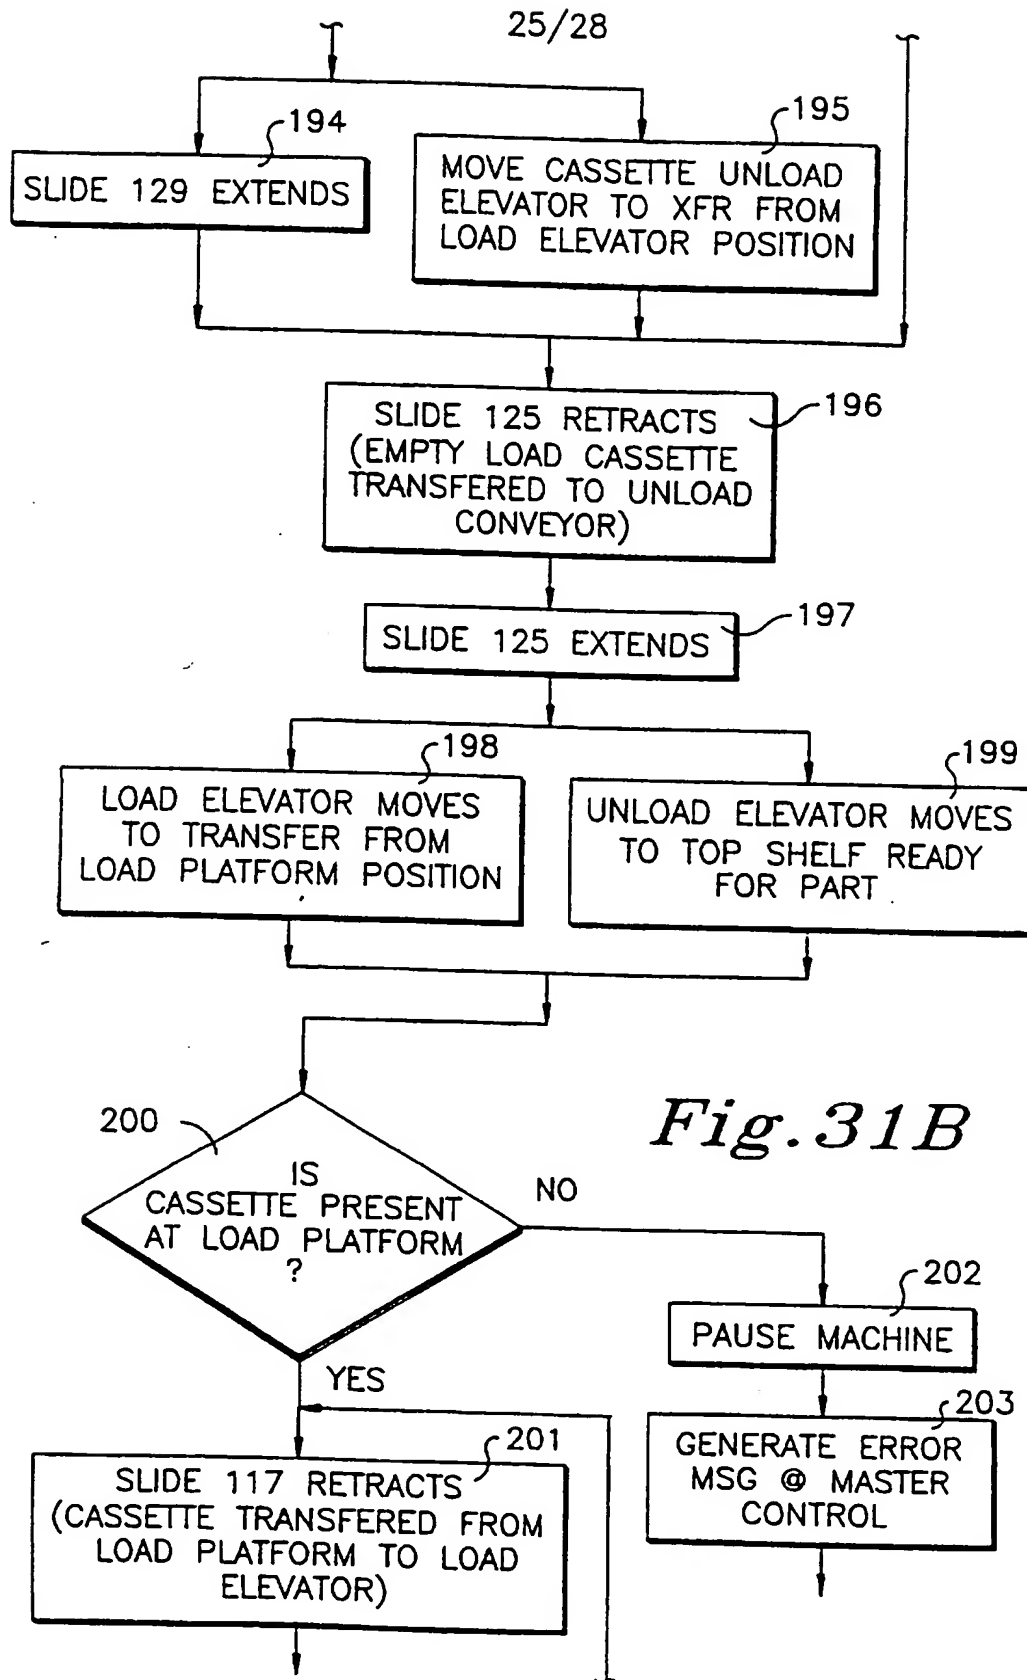 25/28
194
SLIDE 129 EXTENDS
195
MOVE CASSETTE UNLOAD
ELEVATOR TO XFR FROM
LOAD ELEVATOR POSITION
196
SLIDE 125 RETRACTS
(EMPTY LOAD CASSETTE
TRANSFERED TO UNLOAD
CONVEYOR)
197
SLIDE 125 EXTENDS
198
LOAD ELEVATOR MOVES
TO TRANSFER FROM
LOAD PLATFORM POSITION
199
UNLOAD ELEVATOR MOVES
TO TOP SHELF READY
FOR PART
Fig.31B
200
IS
CASSETTE PRESENT
AT LOAD PLATFORM
?
NO
YES
202
PAUSE MACHINE
203
GENERATE ERROR
MSG @ MASTER
CONTROL
201
SLIDE 117 RETRACTS
(CASSETTE TRANSFERED FROM
LOAD PLATFORM TO LOAD
ELEVATOR)